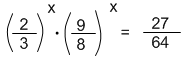 (2/3)^x · (9/8)^x = 27/64